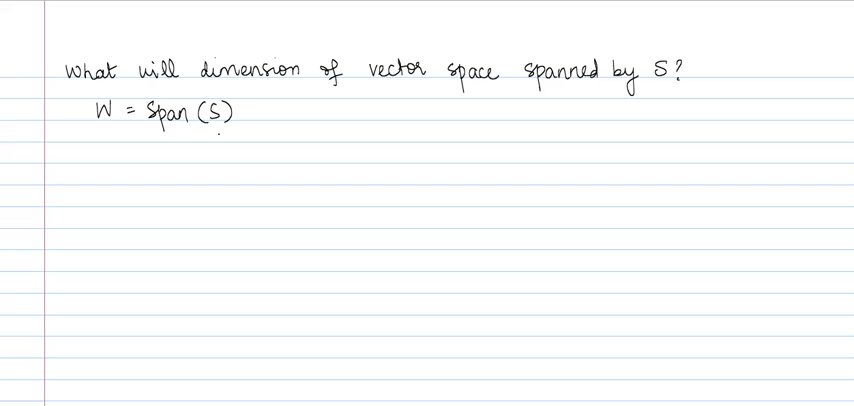 What will dimension of vector space spanned by S?
W = Span (S)